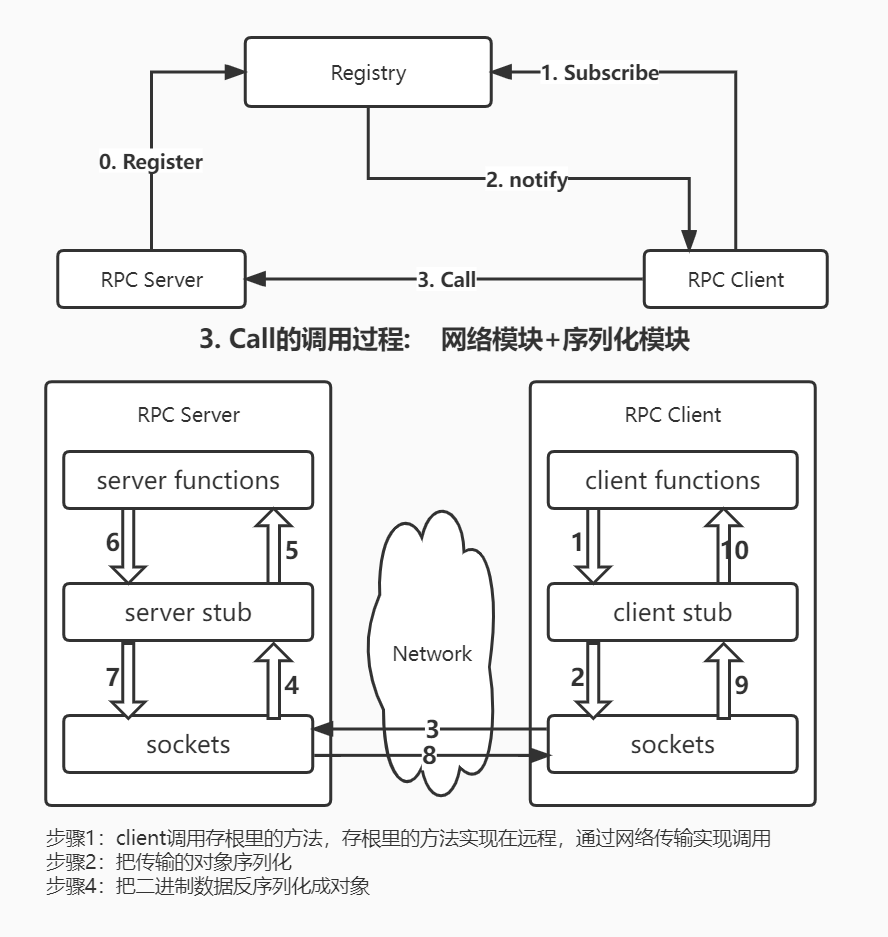 Registry
1. Subscribe
0. Register
2. notify
RPC Server
3. Call
RPC Client
3. Call的调用过程: 网络模块+序列化模块
RPC Server
RPC Client
server functions
client functions
6
5
1
10
server stub
client stub
Network
7
4
2
9
3
sockets
sockets
8
步骤1：client调用存根里的方法，存根里的方法实现在远程，通过网络传输实现调用
步骤2：把传输的对象序列化
步骤4：把二进制数据反序列化成对象